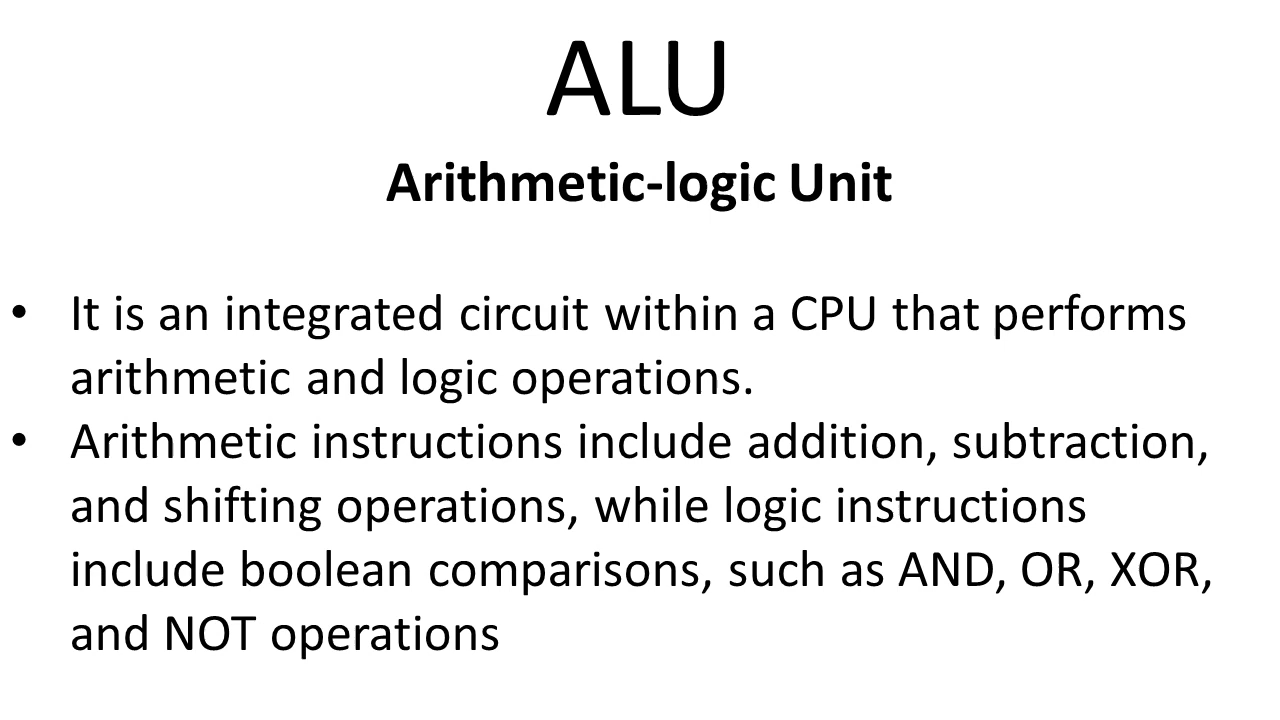 ALU
Arithmetic-logic Unit
• It is an integrated circuit within a CPU that performs
arithmetic and logic operations.
• Arithmetic instructions include addition, subtraction,
and shifting operations, while logic instructions
include boolean comparisons, such as AND, OR, XOR,
and NOT operations